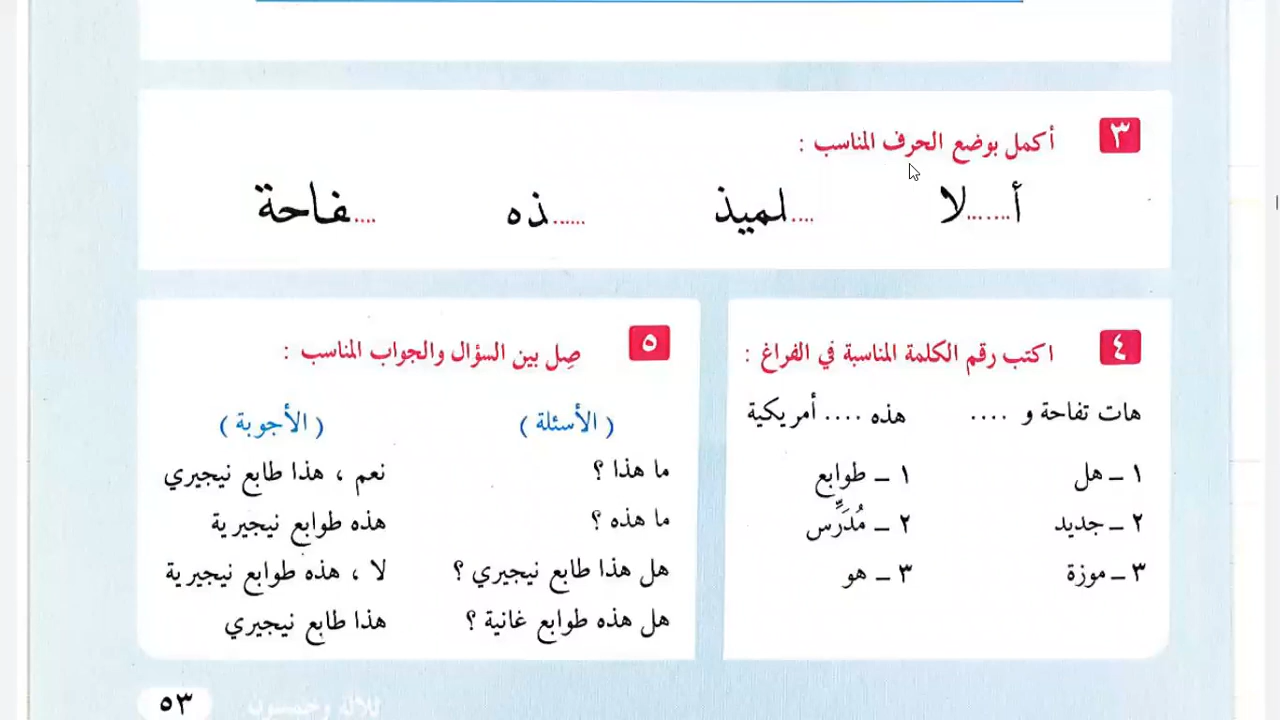 ٣ أكمل بوضع الحرف المناسب :
أ.......لا ....لميذ ......ذه ....فاحة
٤ اكتب رقم الكلمة المناسبة في الفراغ :
هات تفاحة و .... هذه .... أمريكية
١ ـ هل ١ ـ طوابع
٢ ـ جديد ٢ ـ مُدَرِّس
٣ ـ موزة ٣ ـ هو
٥ صِل بين السؤال والجواب المناسب :
( الأسئلة ) ( الأجوبة )
ما هذا ؟ نعم ، هذا طابع نيجيري
ما هذه ؟ هذه طوابع نيجيرية
هل هذا طابع نيجيري ؟ لا ، هذه طوابع نيجيرية
هل هذه طوابع غانية ؟ هذا طابع نيجيري
ثلاثة وخمسون ٥٣